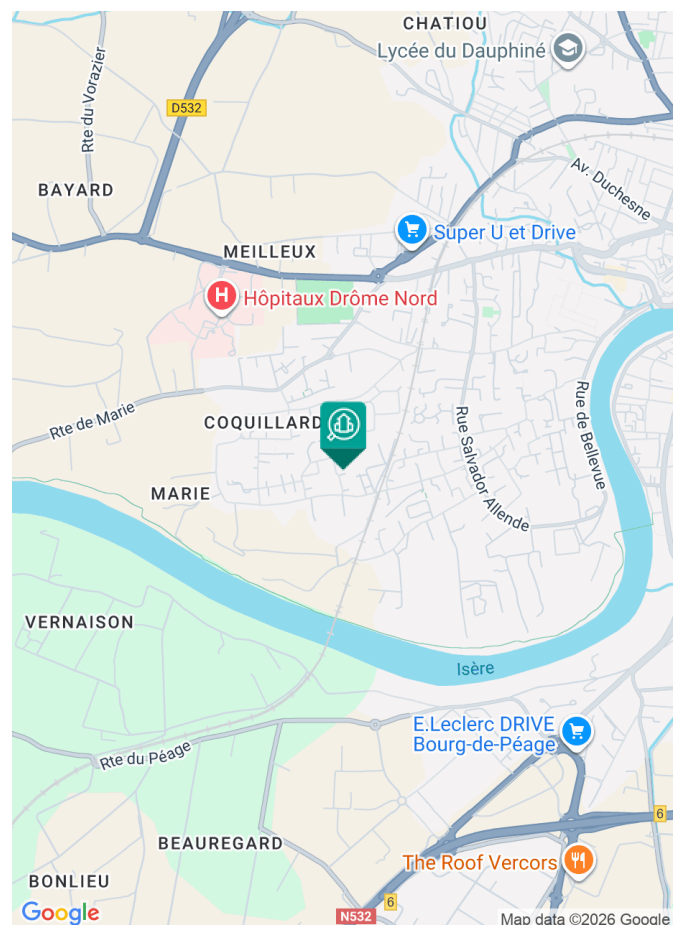 CHATIOU
Lycée du Dauphiné
Rte du Vorazier
D532
Av. Duchesne
BAYARD
Super U et Drive
MEILLEUX
H
Hôpitaux Drôme Nord
Rte de Marie
COQUILLARD
Rue Salvador Allende
Rue de Bellevue
MARIE
VERNAISON
Isère
E.Leclerc DRIVE
Bourg-de-Péage
Rte du Péage
6
BEAUREGARD
The Roof Vercors
BONLIEU
6
Google
N532
Map data ©2026 Google